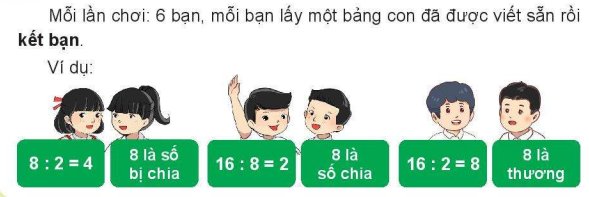 Mỗi lần chơi: 6 bạn, mỗi bạn lấy một bảng con đã được viết sẵn rồi
kết bạn.
Ví dụ:
8 : 2 = 4
8 là số
bị chia
16 : 8 = 2
8 là
số chia
16 : 2 = 8
8 là
thương